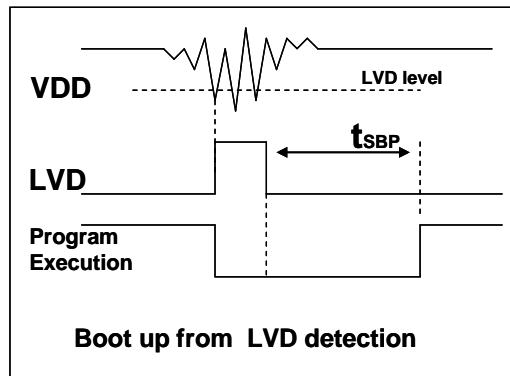 LVD level
VDD
tSBP
LVD
Program
Execution
Boot up from LVD detection